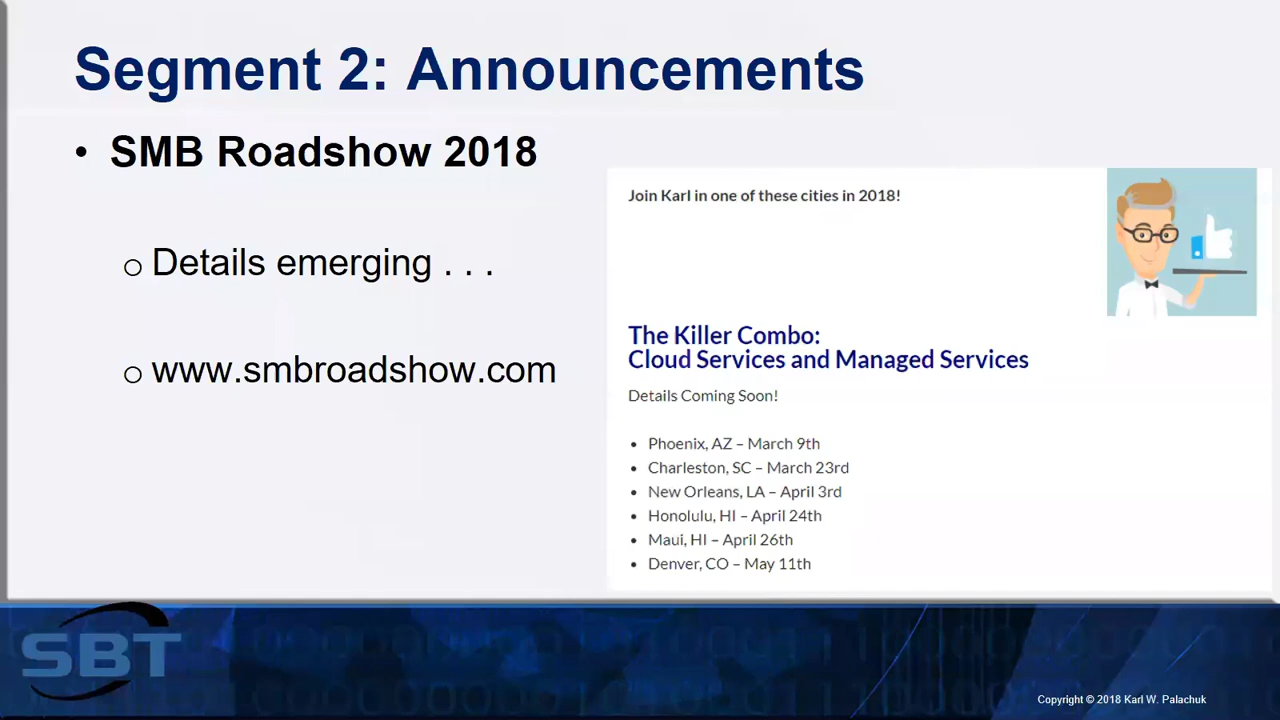 Segment 2: Announcements
• SMB Roadshow 2018
o Details emerging . . .
o www.smbroadshow.com
Join Karl in one of these cities in 2018!
The Killer Combo:
Cloud Services and Managed Services
Details Coming Soon!
• Phoenix, AZ – March 9th
• Charleston, SC – March 23rd
• New Orleans, LA – April 3rd
• Honolulu, HI – April 24th
• Maui, HI – April 26th
• Denver, CO – May 11th
SBT
Copyright © 2018 Karl W. Palachuk